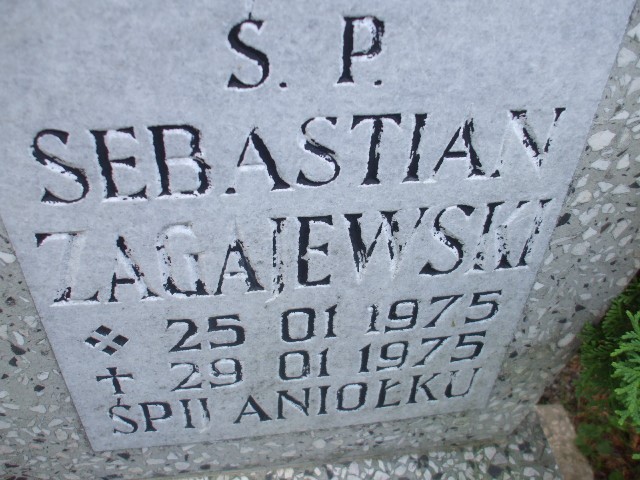 S. P.
SEBASTIAN
ZAGAJEWSKI
25 01 1975
29 01 1975
ŚPIJ ANIOŁKU